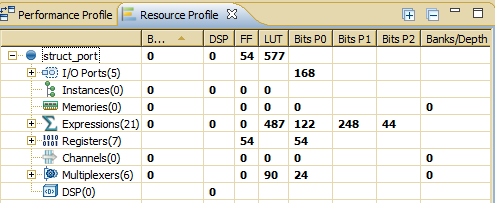 Performance Profile Resource Profile
B... DSP FF LUT Bits P0 Bits P1 Bits P2 Banks/Depth
struct_port 0 0 54 577
I/O Ports(5) 168
Instances(0) 0 0 0 0
Memories(0) 0 0 0 0 0
Expressions(21) 0 0 0 487 122 248 44
Registers(7) 54 54
Channels(0) 0 0 0 0 0
Multiplexers(6) 0 0 90 24 0
DSP(0) 0